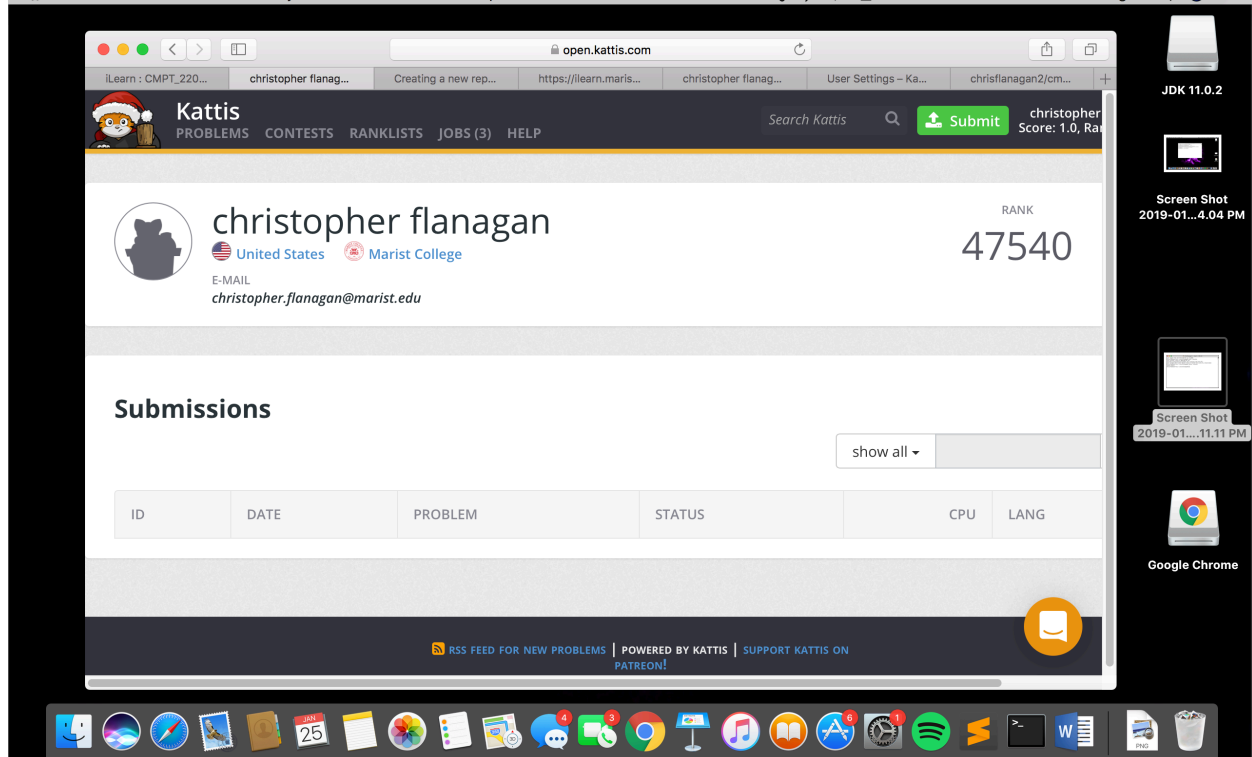 open.kattis.com
iLearn : CMPT_220...
christopher flanag...
Creating a new rep...
https://ilearn.maris...
christopher flanag...
User Settings – Ka...
chrisflanagan2/cm...
JDK 11.0.2
Kattis
PROBLEMS CONTESTS RANKLISTS JOBS (3) HELP
Search Kattis
Submit
christopher
Score: 1.0, Ra
Screen Shot
2019-01...4.04 PM
christopher flanagan
United States Marist College
E-MAIL
christopher.flanagan@marist.edu
RANK
47540
Submissions
show all
Screen Shot
2019-01....11.11 PM
ID DATE PROBLEM STATUS CPU LANG
Google Chrome
RSS FEED FOR NEW PROBLEMS | POWERED BY KATTIS | SUPPORT KATTIS ON
PATREON!
JAN
25
3D
4
3
6
1
>_
W
PNG